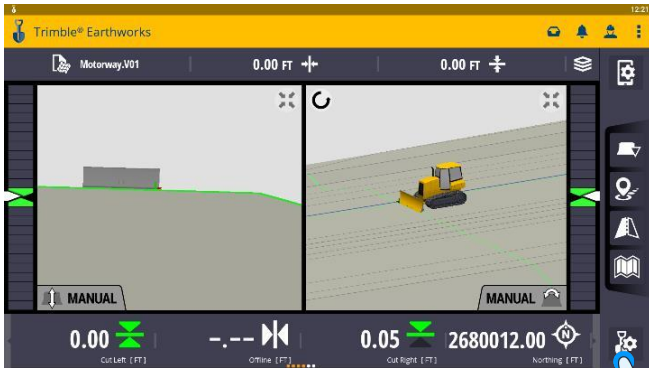 12:21
Trimble® Earthworks
Motorway.V01 0.00 FT 0.00 FT
MANUAL MANUAL
0.00 -.-- 0.05 2680012.00
Cut Left [FT] Offline [FT] Cut Right [FT] Northing [FT]